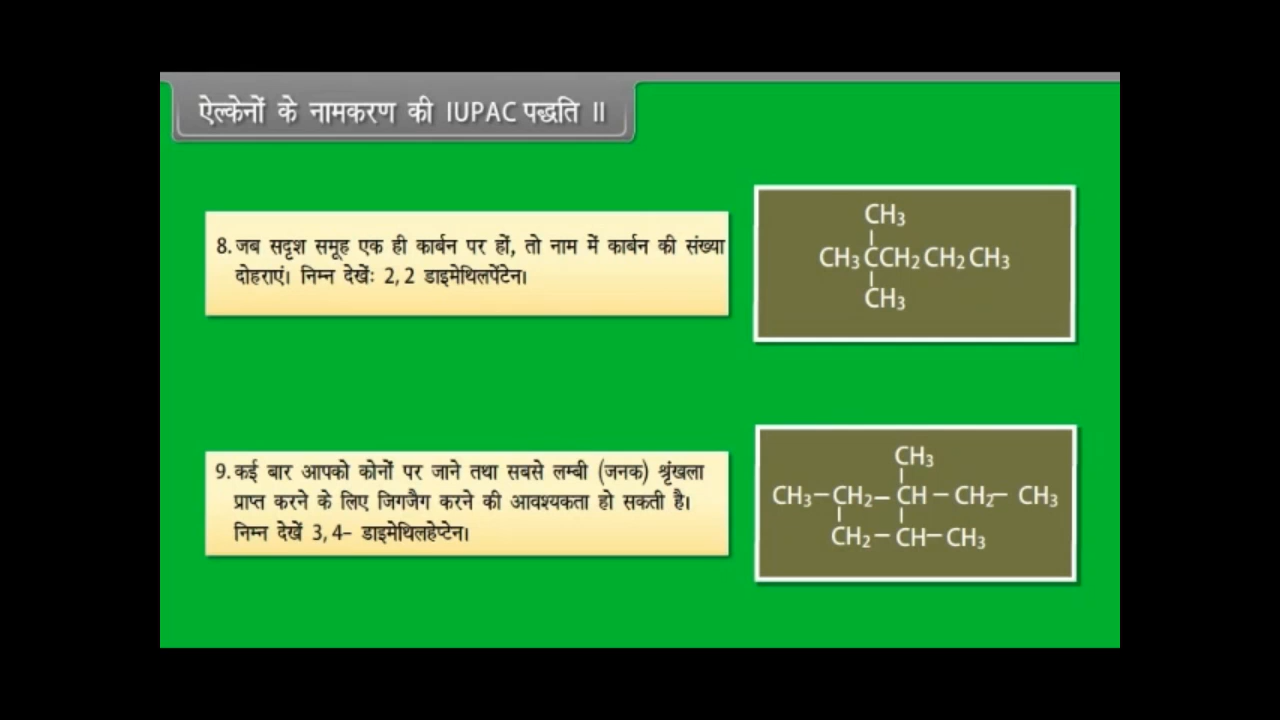 ऐल्केनों के नामकरण की IUPAC पद्धति II
8. जब सदृश समूह एक ही कार्बन पर हों, तो नाम में कार्बन की संख्या
दोहराएं। निम्न देखेंः 2, 2 डाइमेथिलपेंटेन।
CH₃
CH₃CCH₂CH₂CH₃
CH₃
9. कई बार आपको कोनों पर जाने तथा सबसे लम्बी (जनक) श्रृंखला
प्राप्त करने के लिए जिगजैग करने की आवश्यकता हो सकती है।
निम्न देखें 3, 4– डाइमेथिलहेप्टेन।
CH₃
CH₃–CH₂–CH–CH₂–CH₃
CH₂–CH–CH₃